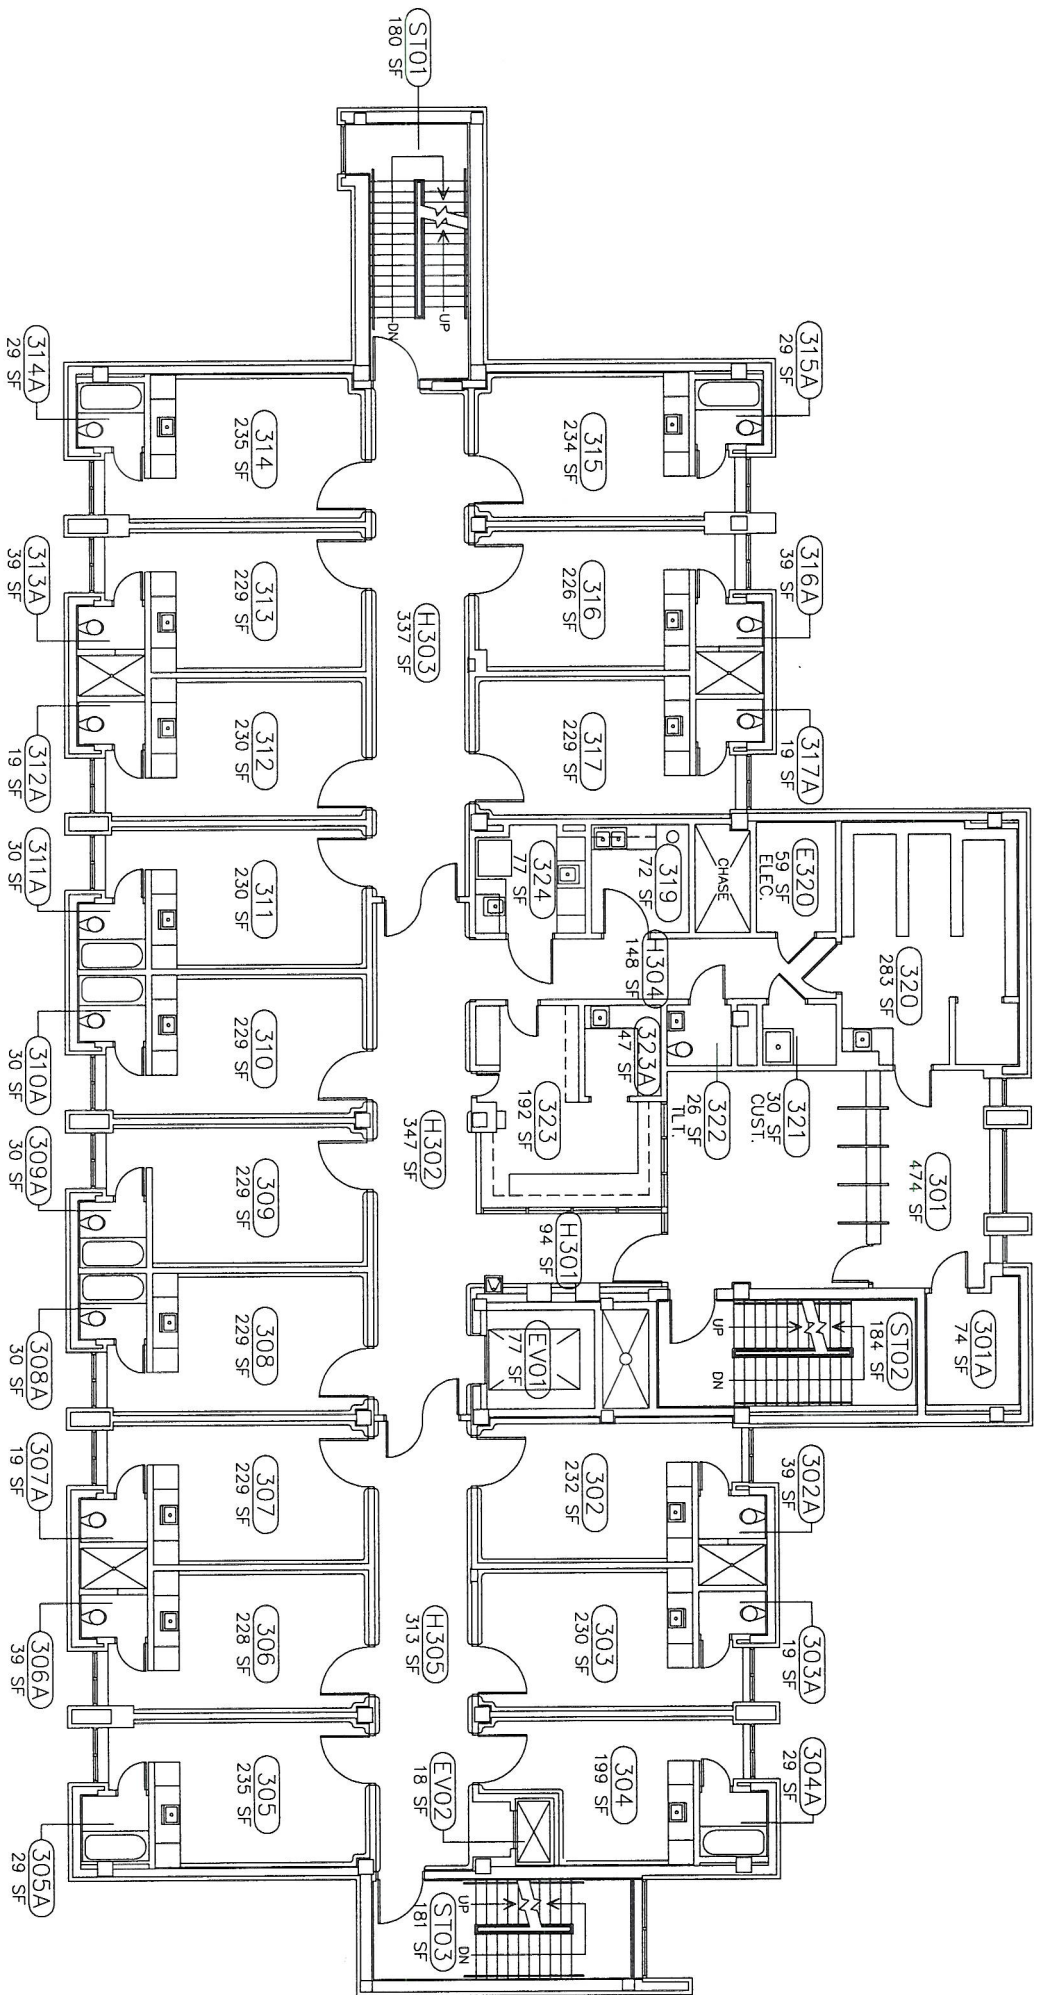 ST01
180 SF
UP
DN
315A
29 SF
316A
39 SF
317A
19 SF
315
234 SF
316
226 SF
317
229 SF
314
235 SF
313
229 SF
312
230 SF
314A
29 SF
313A
39 SF
312A
19 SF
H303
337 SF
311
230 SF
311A
30 SF
310
229 SF
310A
30 SF
309
229 SF
309A
30 SF
308
229 SF
308A
30 SF
324
77 SF
319
72 SF
CHASE
E320
59 SF
ELEC.
320
283 SF
H304
148 SF
323A
47 SF
323
192 SF
322
26 SF
TLT.
321
30 SF
CUST.
301
474 SF
301A
74 SF
H302
347 SF
H301
94 SF
EV01
77 SF
ST02
184 SF
UP
DN
302A
39 SF
303A
19 SF
304A
29 SF
302
232 SF
303
230 SF
304
199 SF
H305
313 SF
EV02
18 SF
307
229 SF
306
228 SF
305
235 SF
307A
19 SF
306A
39 SF
305A
29 SF
ST03
181 SF
UP
DN